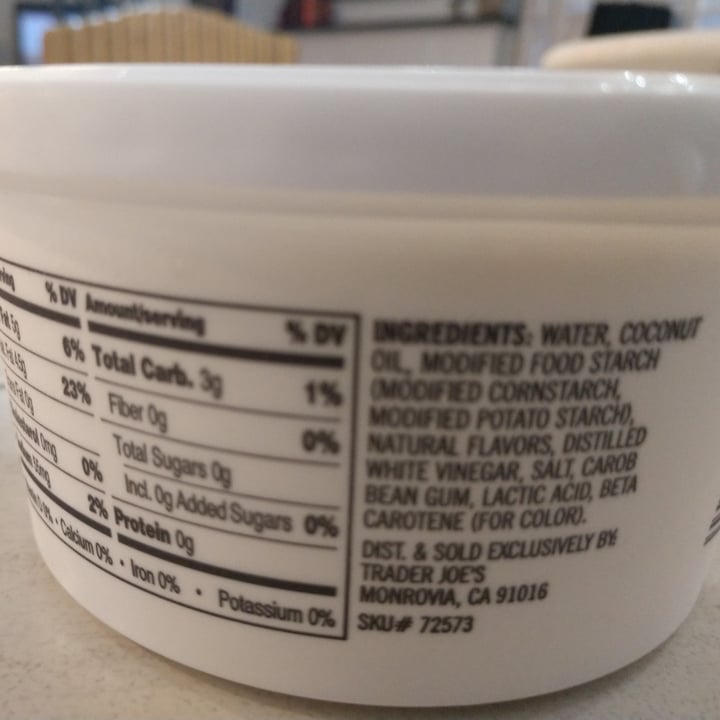 % DV
Fat 5g
6%
23%
0mg
0%
2%
Calcium 0% • Iron 0% • Potassium 0%
Amount/serving % DV
Total Carb. 3g 1%
Fiber 0g 0%
Total Sugars 0g
Incl. 0g Added Sugars 0%
Protein 0g
INGREDIENTS: WATER, COCONUT
OIL, MODIFIED FOOD STARCH
(MODIFIED CORNSTARCH,
MODIFIED POTATO STARCH),
NATURAL FLAVORS, DISTILLED
WHITE VINEGAR, SALT, CAROB
BEAN GUM, LACTIC ACID, BETA
CAROTENE (FOR COLOR).
DIST. & SOLD EXCLUSIVELY BY:
TRADER JOE'S
MONROVIA, CA 91016
SKU# 72573